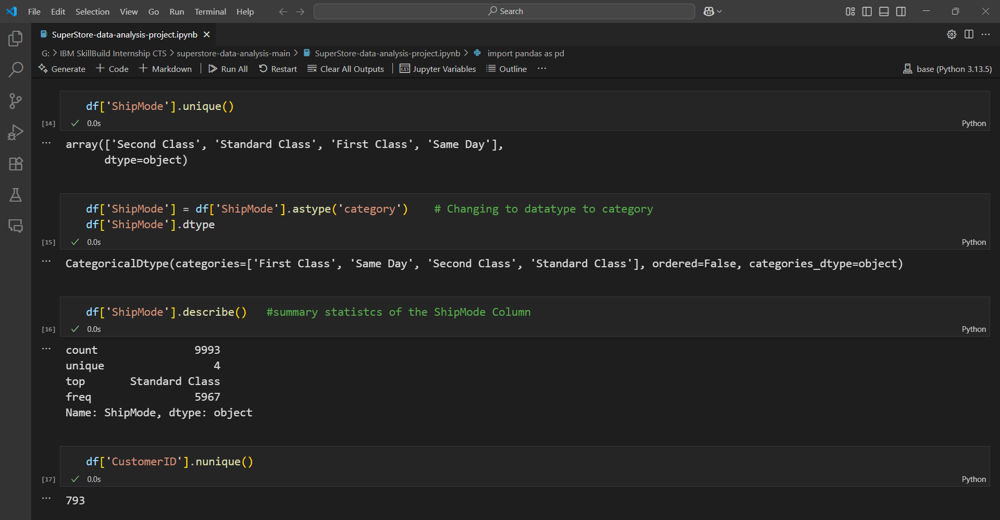 File Edit Selection View Go Run Terminal Help Search
SuperStore-data-analysis-project.ipynb
G: > IBM SkillBuild Internship CTS > superstore-data-analysis-main > SuperStore-data-analysis-project.ipynb > import pandas as pd
Generate + Code + Markdown | Run All Restart Clear All Outputs | Jupyter Variables Outline ... base (Python 3.13.5)
df['ShipMode'].unique()
[14] ✓ 0.0s Python
... array(['Second Class', 'Standard Class', 'First Class', 'Same Day'],
dtype=object)
df['ShipMode'] = df['ShipMode'].astype('category') # Changing to datatype to category
df['ShipMode'].dtype
[15] ✓ 0.0s Python
... CategoricalDtype(categories=['First Class', 'Same Day', 'Second Class', 'Standard Class'], ordered=False, categories_dtype=object)
df['ShipMode'].describe() #summary statistcs of the ShipMode Column
[16] ✓ 0.0s Python
... count 9993
unique 4
top Standard Class
freq 5967
Name: ShipMode, dtype: object
df['CustomerID'].nunique()
[17] ✓ 0.0s Python
... 793